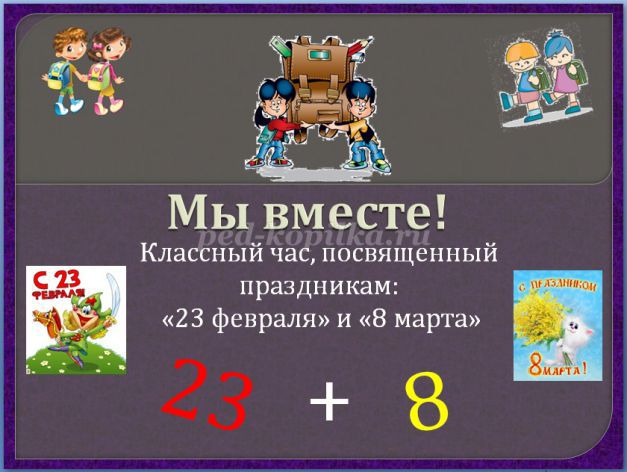 Мы вместе!
ped-kopilka.ru
Классный час, посвященный
праздникам:
«23 февраля» и «8 марта»
С 23
ФЕВРАЛЯ!
С ПРАЗДНИКОМ
8 МАРТА!
23 + 8